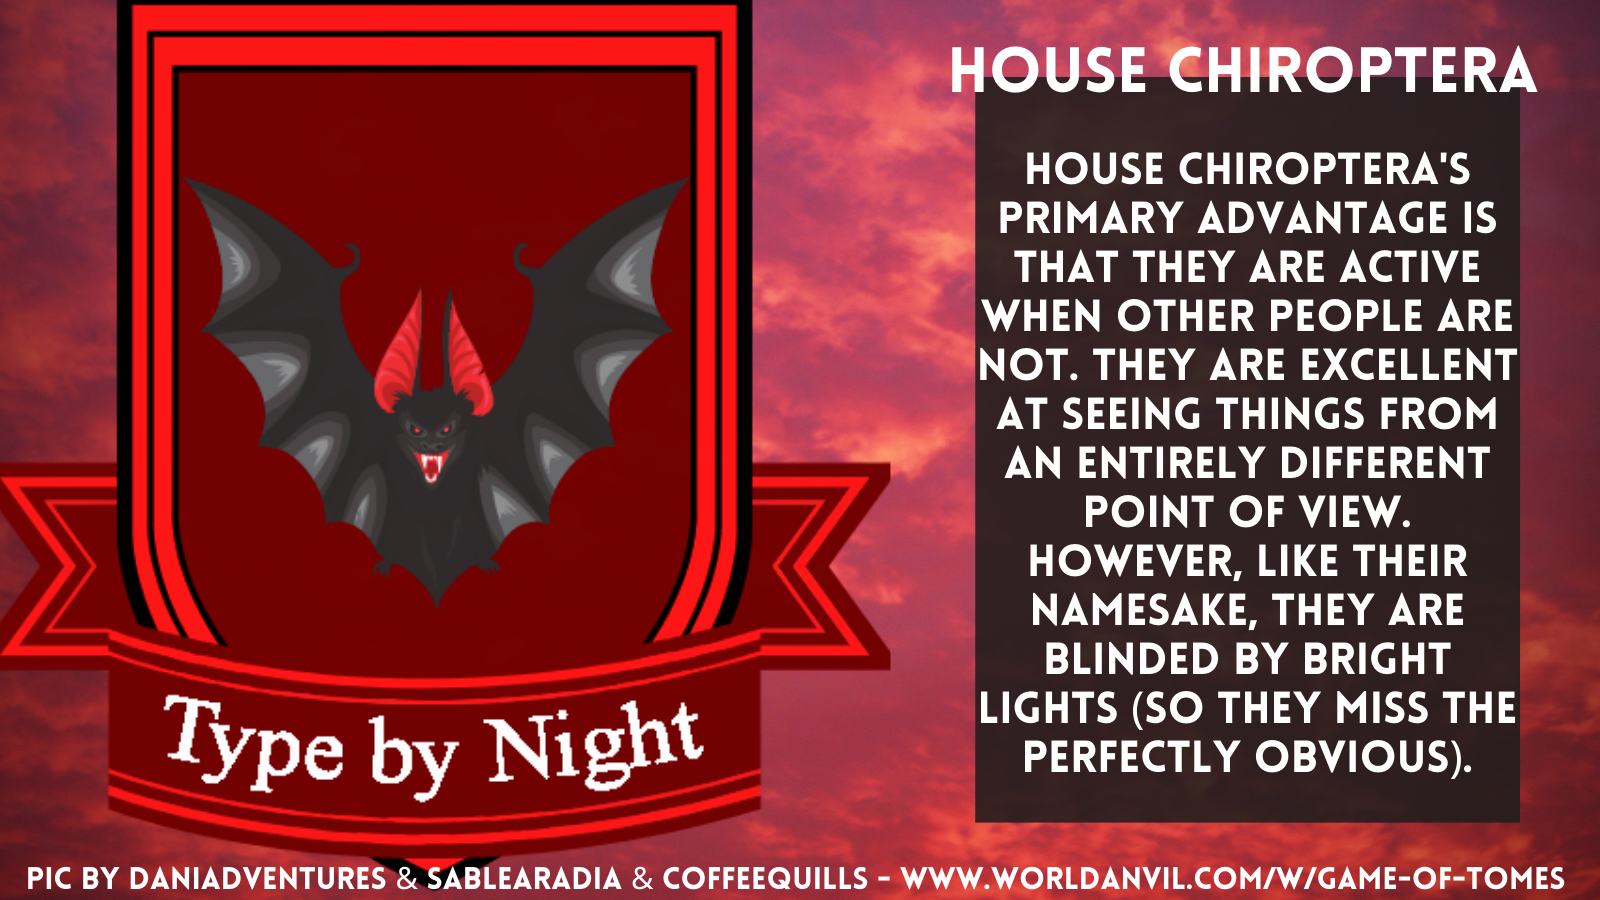 HOUSE CHIROPTERA
HOUSE CHIROPTERA'S
PRIMARY ADVANTAGE IS
THAT THEY ARE ACTIVE
WHEN OTHER PEOPLE ARE
NOT. THEY ARE EXCELLENT
AT SEEING THINGS FROM
AN ENTIRELY DIFFERENT
POINT OF VIEW.
HOWEVER, LIKE THEIR
NAMESAKE, THEY ARE
BLINDED BY BRIGHT
LIGHTS (SO THEY MISS THE
PERFECTLY OBVIOUS).
Type by Night
PIC BY DANIADVENTURES & SABLEARADIA & COFFEEQUILLS - WWW.WORLDANVIL.COM/W/GAME-OF-TOMES